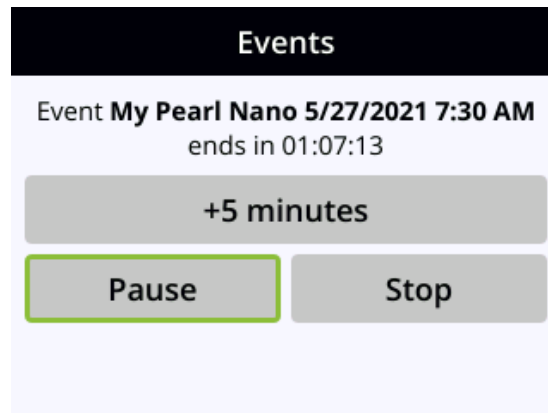 Events
Event My Pearl Nano 5/27/2021 7:30 AM
ends in 01:07:13
+5 minutes
Pause
Stop